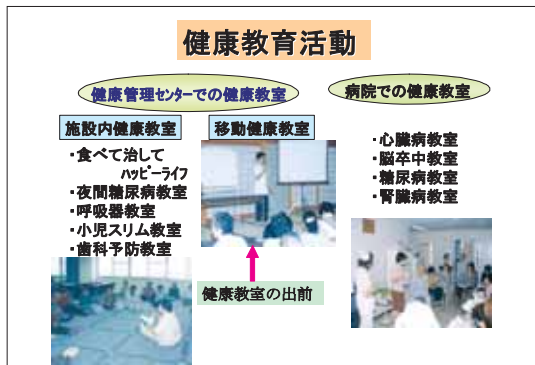 健康教育活動
健康管理センターでの健康教室
病院での健康教室
施設内健康教室
移動健康教室
・食べて治して
ハッピーライフ
・夜間糖尿病教室
・呼吸器教室
・小児スリム教室
・歯科予防教室
・心臓病教室
・脳卒中教室
・糖尿病教室
・腎臓病教室
健康教室の出前